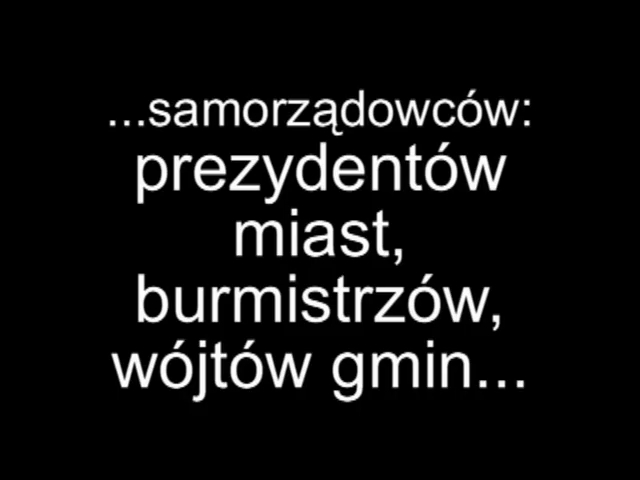 ...samorządowców:
prezydentów
miast,
burmistrzów,
wójtów gmin...